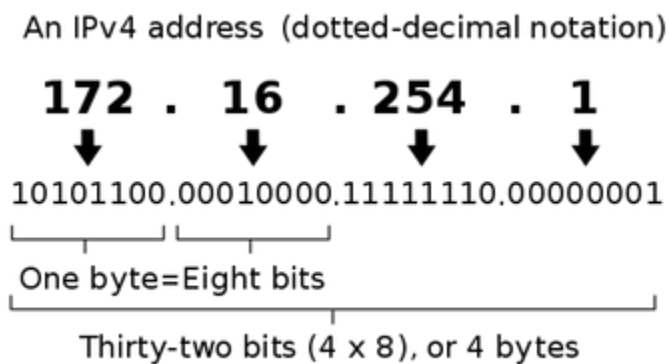 An IPv4 address (dotted-decimal notation)
172 . 16 . 254 . 1
10101100.00010000.11111110.00000001
One byte=Eight bits
Thirty-two bits (4 x 8), or 4 bytes